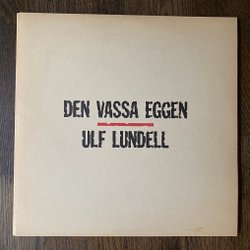 DEN VASSA EGGEN
ULF LUNDELL